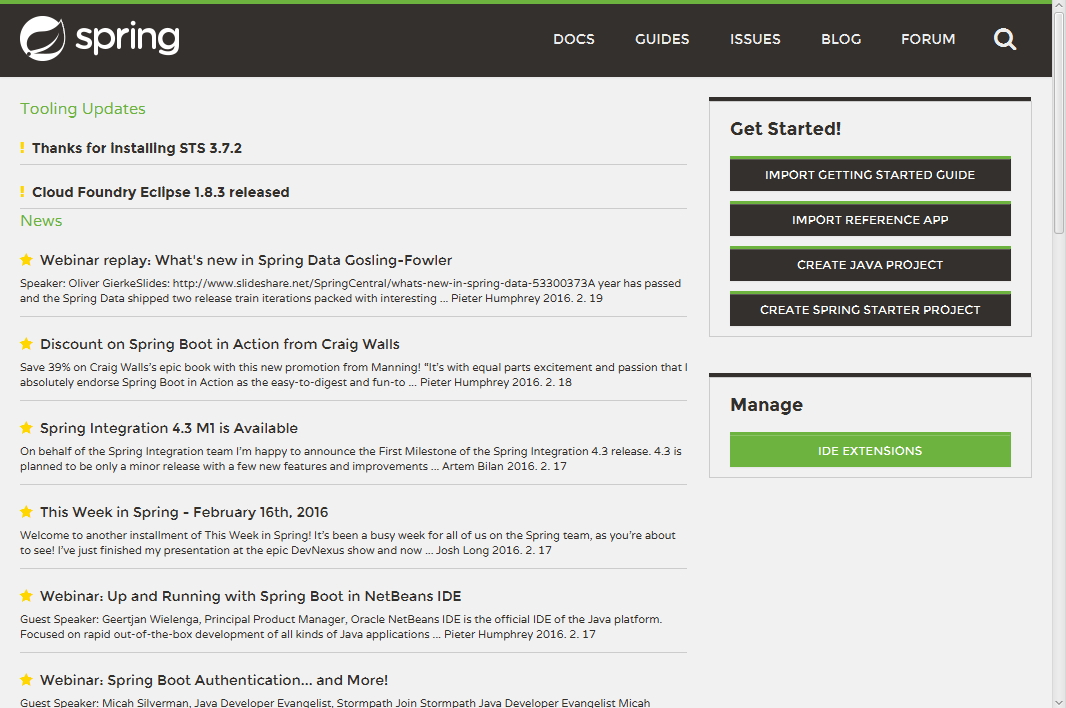 spring
DOCS GUIDES ISSUES BLOG FORUM
Tooling Updates
! Thanks for installing STS 3.7.2
! Cloud Foundry Eclipse 1.8.3 released
News
Webinar replay: What's new in Spring Data Gosling-Fowler
Speaker: Oliver GierkeSlides: http://www.slideshare.net/SpringCentral/whats-new-in-spring-data-53300373A year has passed
and the Spring Data shipped two release train iterations packed with interesting ... Pieter Humphrey 2016. 2. 19
Discount on Spring Boot in Action from Craig Walls
Save 39% on Craig Walls’s epic book with this new promotion from Manning! “It’s with equal parts excitement and passion that I
absolutely endorse Spring Boot in Action as the easy-to-digest and fun-to ... Pieter Humphrey 2016. 2. 18
Spring Integration 4.3 M1 is Available
On behalf of the Spring Integration team I’m happy to announce the First Milestone of the Spring Integration 4.3 release. 4.3 is
planned to be only a minor release with a few new features and improvements ... Artem Bilan 2016. 2. 17
This Week in Spring - February 16th, 2016
Welcome to another installment of This Week in Spring! It’s been a busy week for all of us on the Spring team, as you’re about
to see! I’ve just finished my presentation at the epic DevNexus show and now ... Josh Long 2016. 2. 17
Webinar: Up and Running with Spring Boot in NetBeans IDE
Guest Speaker: Geertjan Wielenga, Principal Product Manager, Oracle NetBeans IDE is the official IDE of the Java platform.
Focused on rapid out-of-the-box development of all kinds of Java applications ... Pieter Humphrey 2016. 2. 17
Webinar: Spring Boot Authentication... and More!
Guest Speaker: Micah Silverman, Java Developer Evangelist, Stormpath Join Stormpath Java Developer Evangelist Micah
Get Started!
IMPORT GETTING STARTED GUIDE
IMPORT REFERENCE APP
CREATE JAVA PROJECT
CREATE SPRING STARTER PROJECT
Manage
IDE EXTENSIONS